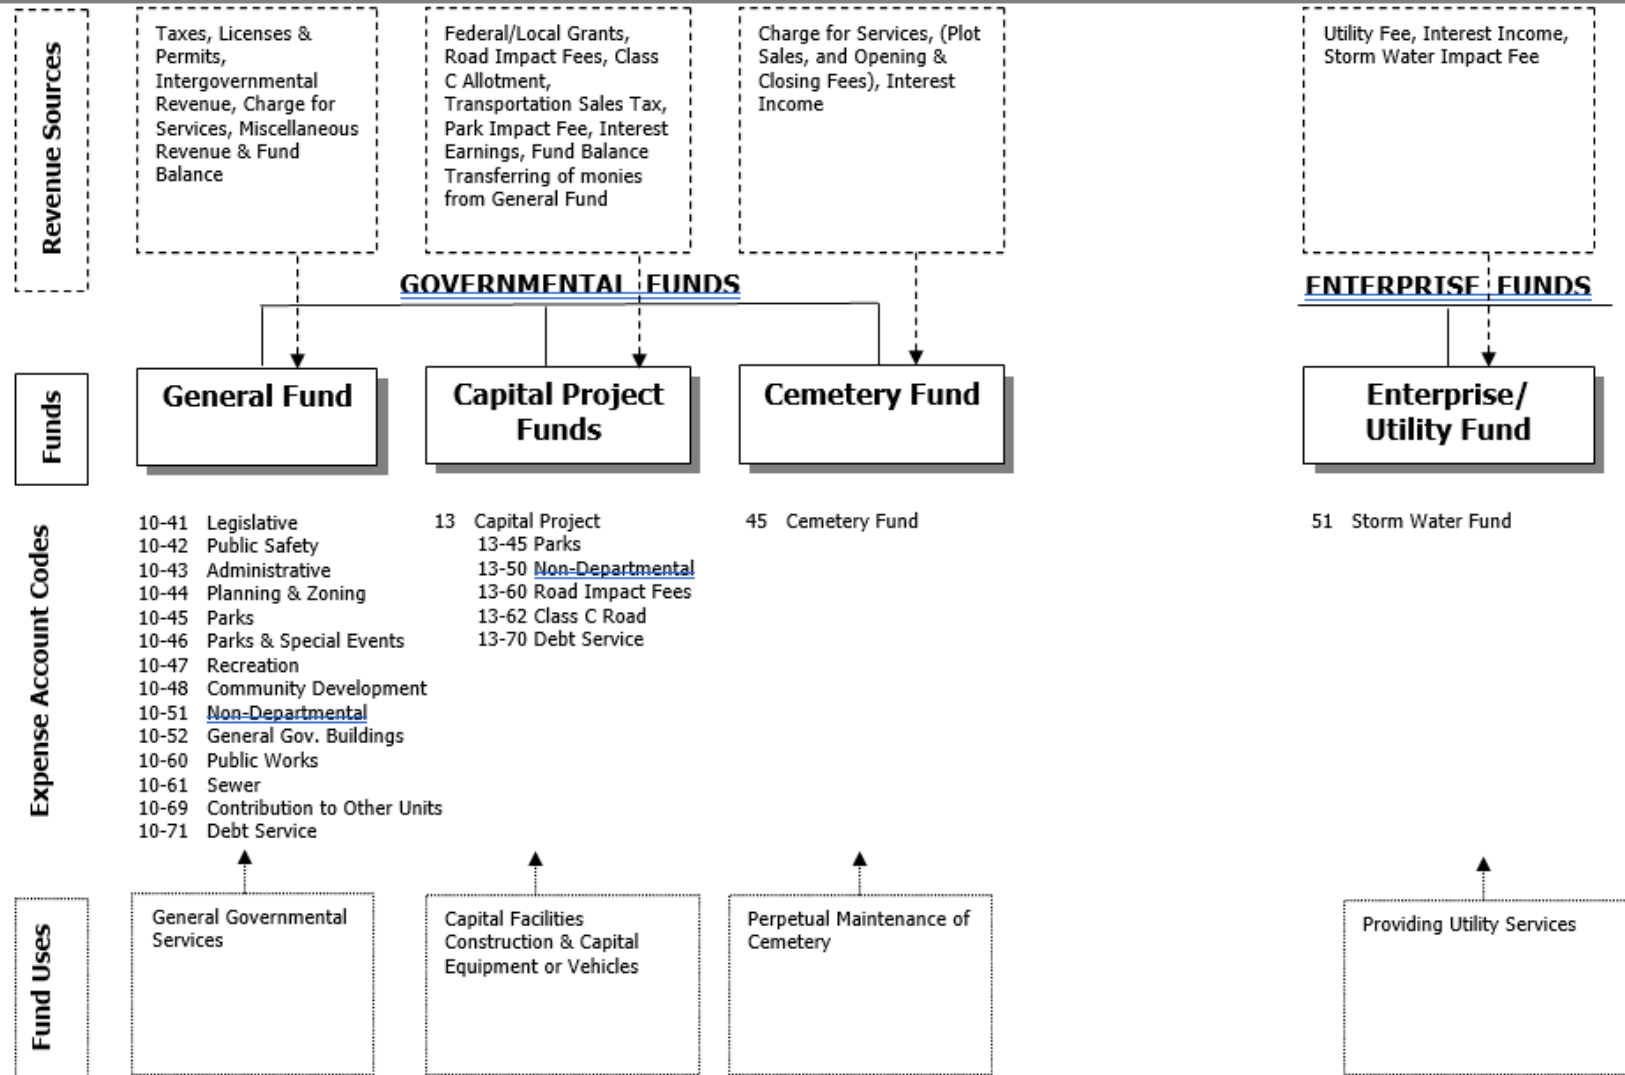 Revenue Sources
Taxes, Licenses &
Permits,
Intergovernmental
Revenue, Charge for
Services, Miscellaneous
Revenue & Fund
Balance
Federal/Local Grants,
Road Impact Fees, Class
C Allotment,
Transportation Sales Tax,
Park Impact Fee, Interest
Earnings, Fund Balance
Transferring of monies
from General Fund
Charge for Services, (Plot
Sales, and Opening &
Closing Fees), Interest
Income
Utility Fee, Interest Income,
Storm Water Impact Fee
GOVERNMENTAL FUNDS
ENTERPRISE FUNDS
Funds
General Fund
Capital Project
Funds
Cemetery Fund
Enterprise/
Utility Fund
Expense Account Codes
10-41 Legislative
10-42 Public Safety
10-43 Administrative
10-44 Planning & Zoning
10-45 Parks
10-46 Parks & Special Events
10-47 Recreation
10-48 Community Development
10-51 Non-Departmental
10-52 General Gov. Buildings
10-60 Public Works
10-61 Sewer
10-69 Contribution to Other Units
10-71 Debt Service
13 Capital Project
13-45 Parks
13-50 Non-Departmental
13-60 Road Impact Fees
13-62 Class C Road
13-70 Debt Service
45 Cemetery Fund
51 Storm Water Fund
Fund Uses
General Governmental
Services
Capital Facilities
Construction & Capital
Equipment or Vehicles
Perpetual Maintenance of
Cemetery
Providing Utility Services